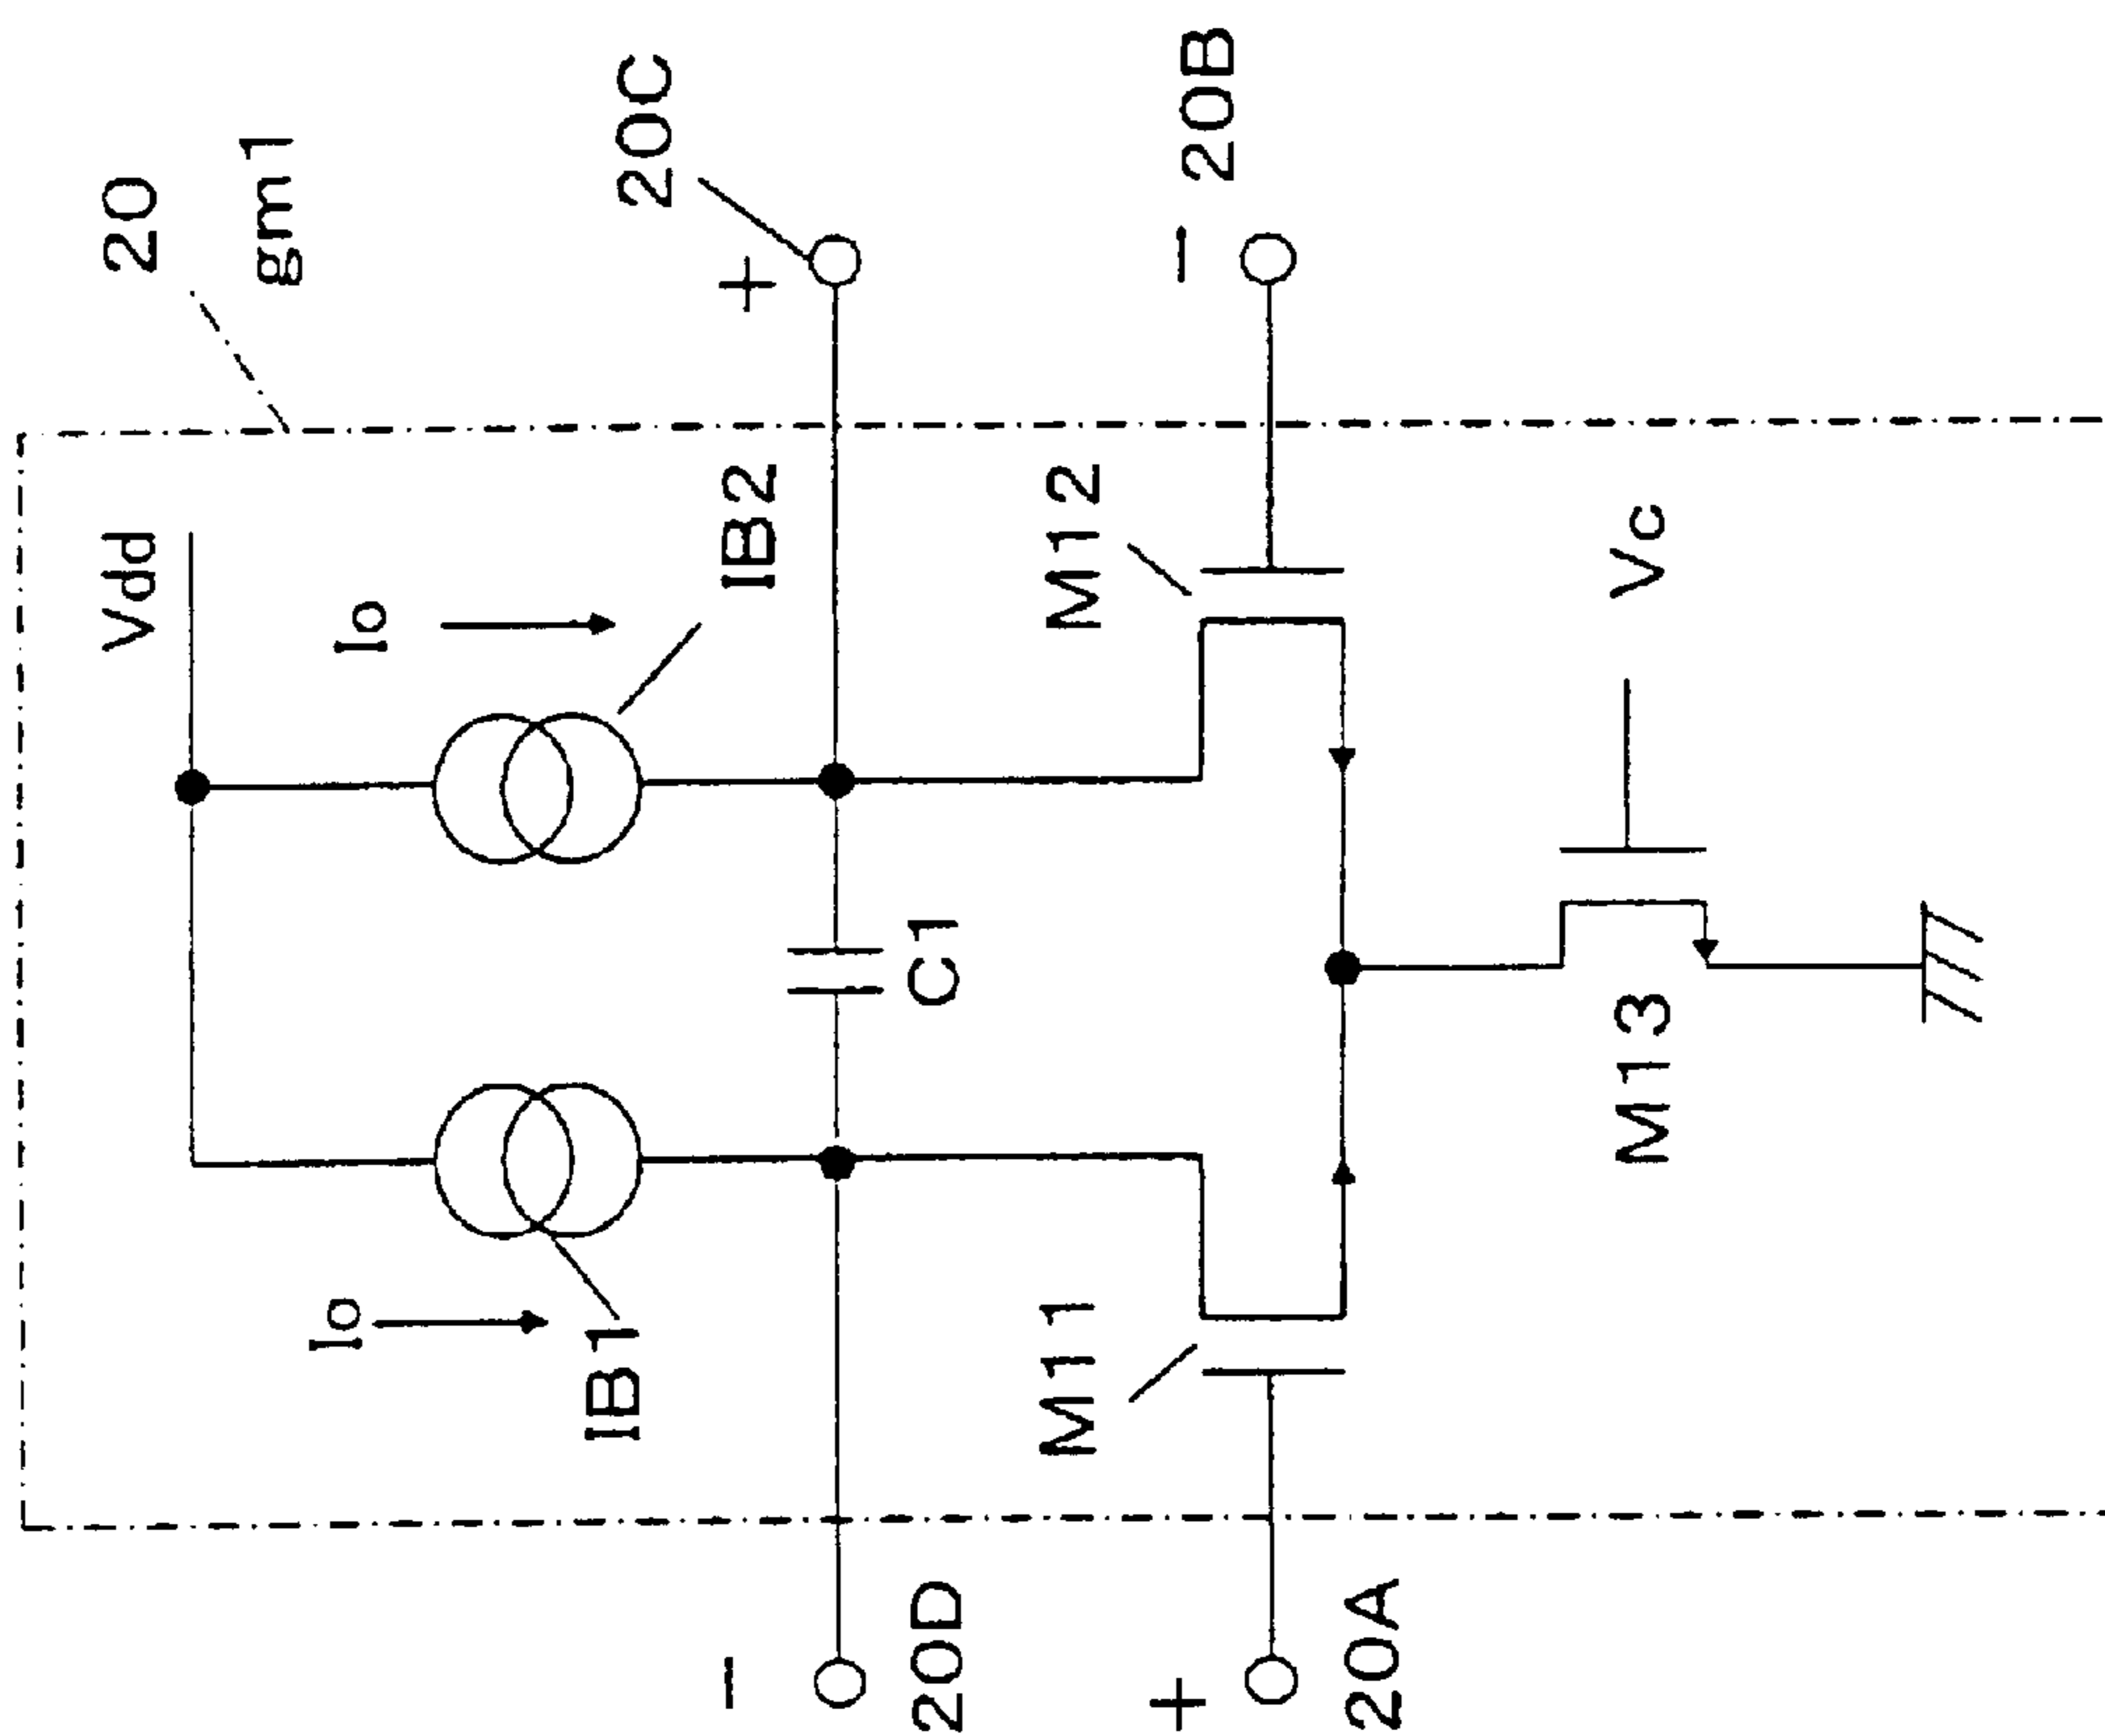 Vdd
20
gm1
Io
Io
IB1
20C
−
IB2
+
20D
C1
M11
M12
+
−
20B
20A
M13
Vc